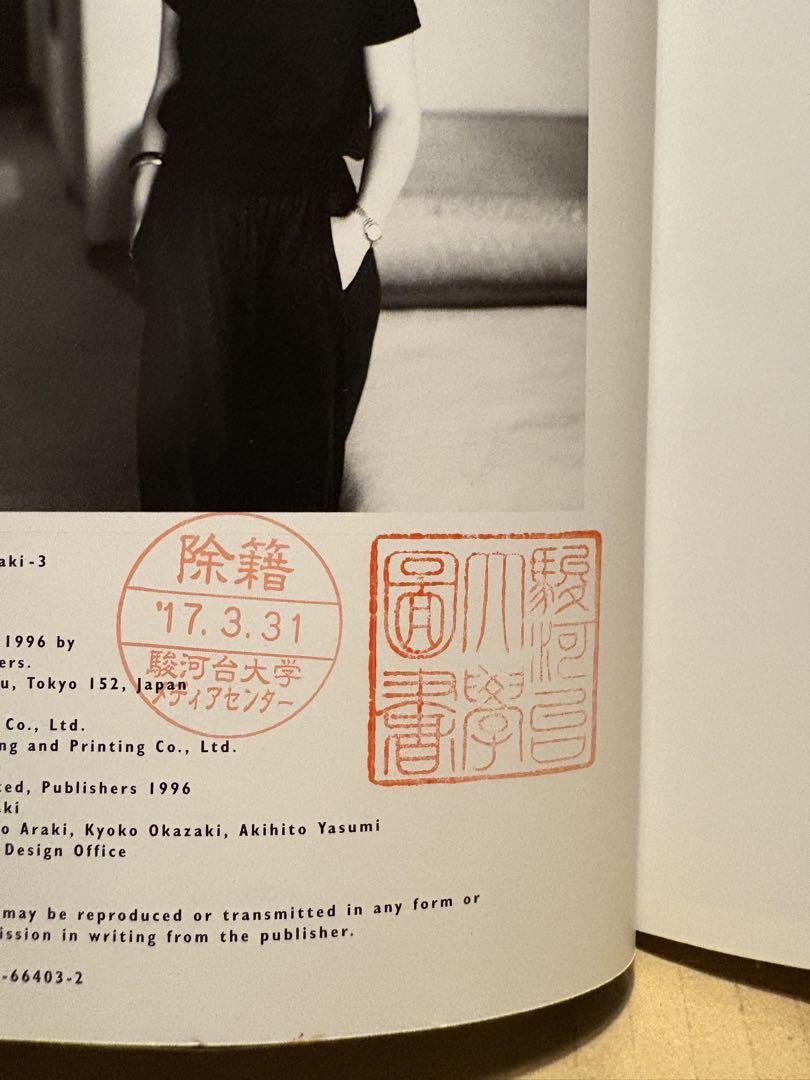 aki-3
1996 by
ers.
u, Tokyo 152, Japan
Co., Ltd.
ng and Printing Co., Ltd.
ted, Publishers 1996
ki
o Araki, Kyoko Okazaki, Akihito Yasumi
Design Office
may be reproduced or transmitted in any form or
ission in writing from the publisher.
-66403-2
除籍
'17.3.31
駿河台大学
メディアセンター
駿河台
大學
圖書